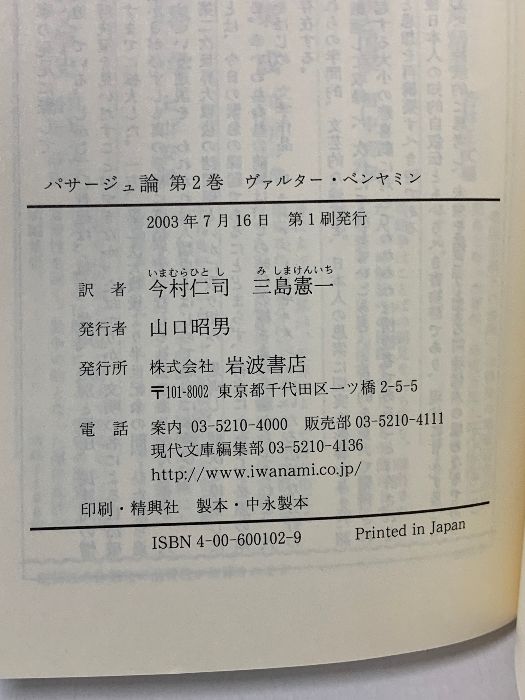 パサージュ論 第2巻 ヴァルター・ベンヤミン
2003年7月16日 第1刷発行
いまむらひとし みしまけんいち
訳者 今村仁司 三島憲一
発行者 山口昭男
発行所 株式会社 岩波書店
〒101-8002 東京都千代田区一ツ橋2-5-5
電話 案内 03-5210-4000 販売部 03-5210-4111
現代文庫編集部 03-5210-4136
http://www.iwanami.co.jp/
印刷・精興社 製本・中永製本
ISBN 4-00-600102-9 Printed in Japan